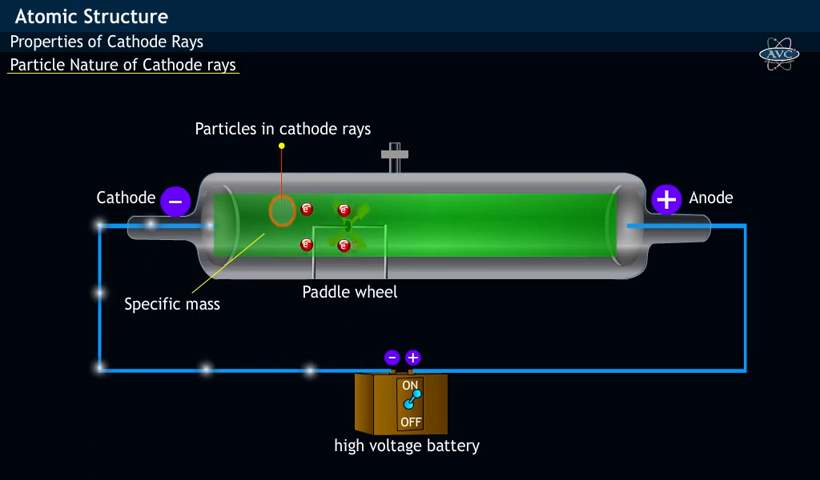 Atomic Structure
Properties of Cathode Rays
Particle Nature of Cathode rays
AVC
Particles in cathode rays
Cathode
-
+
Anode
e
e
e
e
Specific mass
Paddle wheel
- +
ON
OFF
high voltage battery